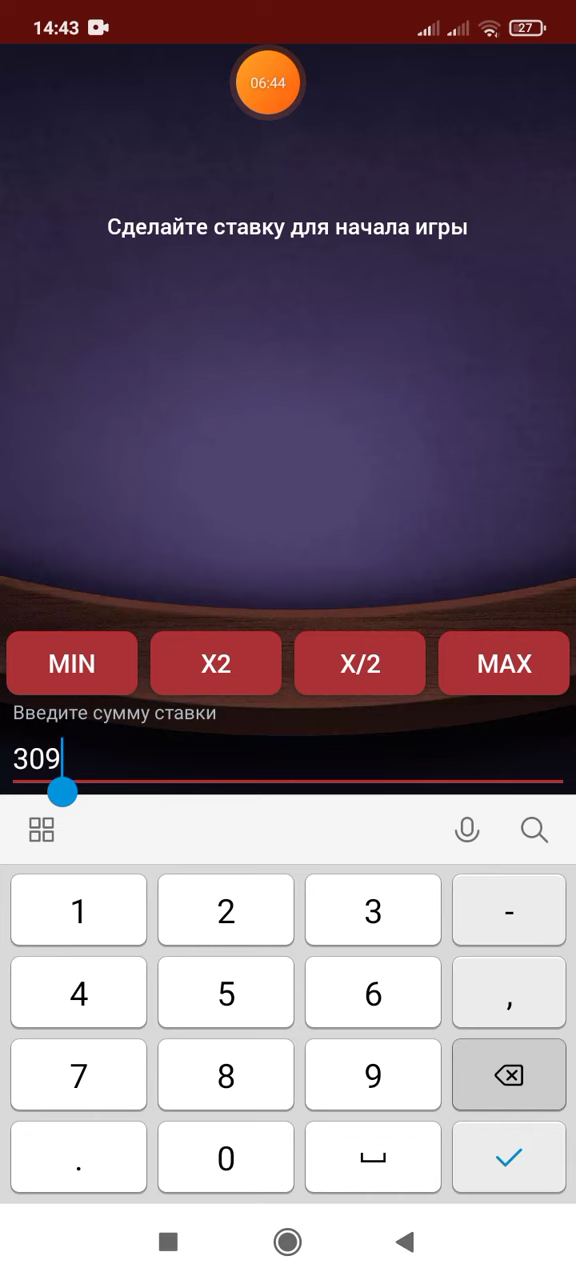 14:43
27
06:44
Сделайте ставку для начала игры
MIN X2 X/2 MAX
Введите сумму ставки
309
1 2 3 -
4 5 6 ,
7 8 9
. 0